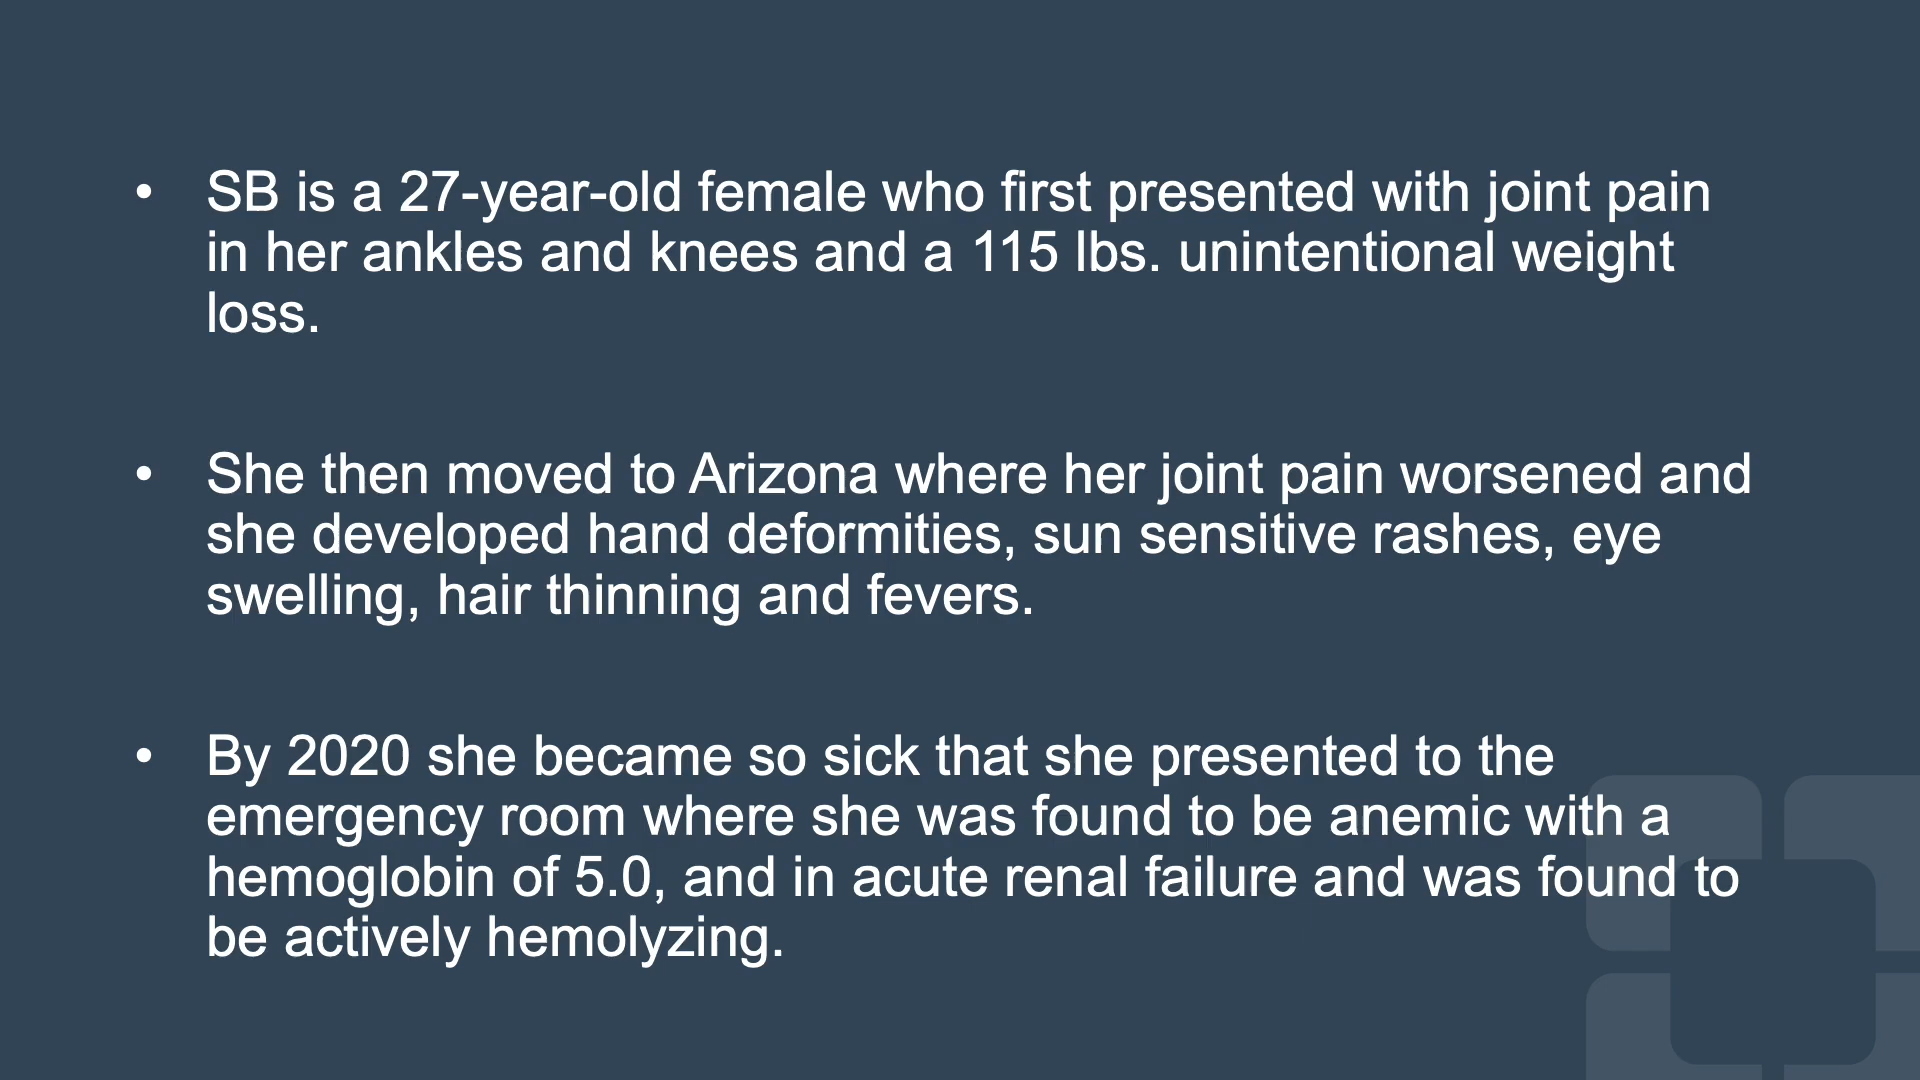 • SB is a 27-year-old female who first presented with joint pain
in her ankles and knees and a 115 lbs. unintentional weight
loss.
• She then moved to Arizona where her joint pain worsened and
she developed hand deformities, sun sensitive rashes, eye
swelling, hair thinning and fevers.
• By 2020 she became so sick that she presented to the
emergency room where she was found to be anemic with a
hemoglobin of 5.0, and in acute renal failure and was found to
be actively hemolyzing.